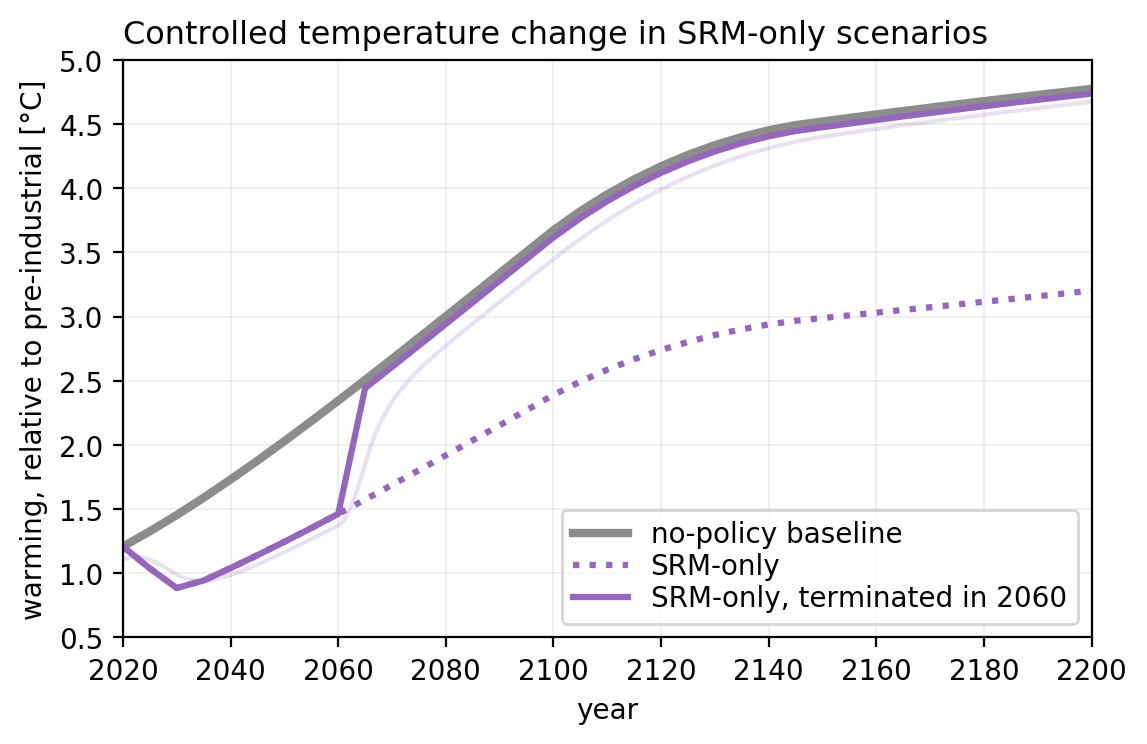 Controlled temperature change in SRM-only scenarios
warming, relative to pre-industrial [°C]
5.0
4.5
4.0
3.5
3.0
2.5
2.0
1.5
1.0
0.5
no-policy baseline
SRM-only
SRM-only, terminated in 2060
2020 2040 2060 2080 2100 2120 2140 2160 2180 2200
year